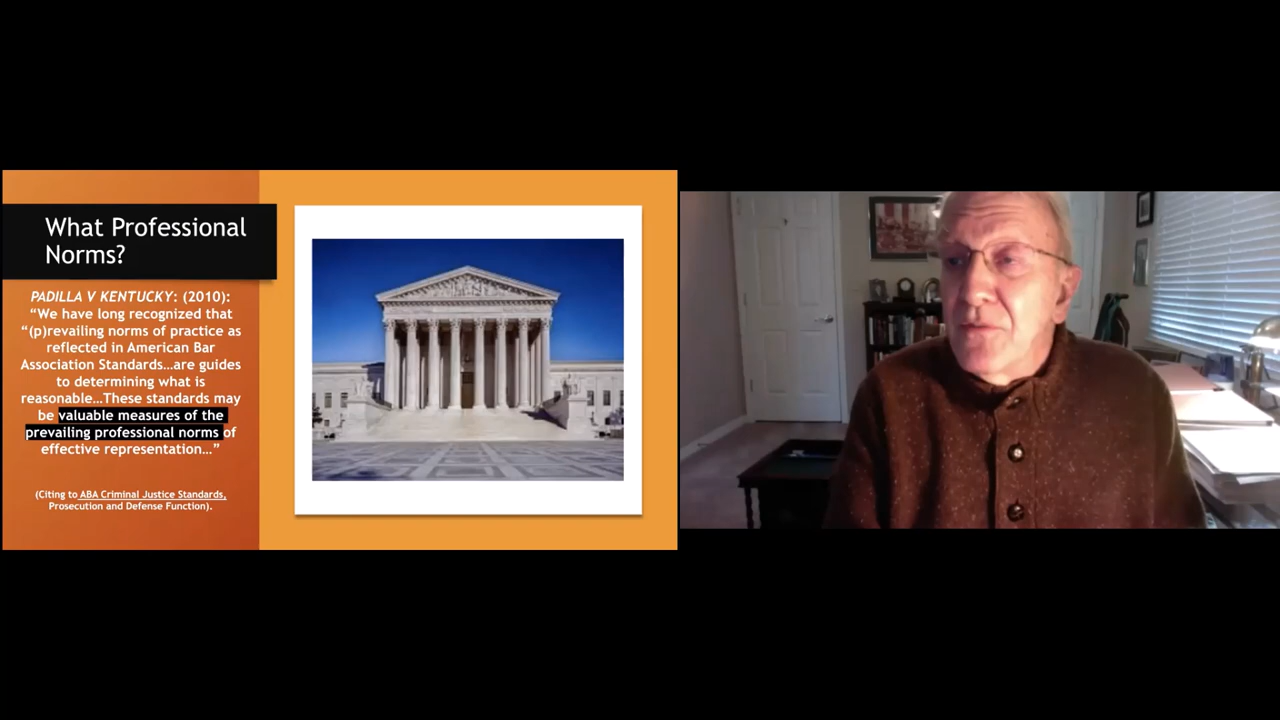 What Professional
Norms?
PADILLA V KENTUCKY: (2010):
“We have long recognized that
“(p)revailing norms of practice as
reflected in American Bar
Association Standards…are guides
to determining what is
reasonable…These standards may
be valuable measures of the
prevailing professional norms of
effective representation…”
(Citing to ABA Criminal Justice Standards,
Prosecution and Defense Function).